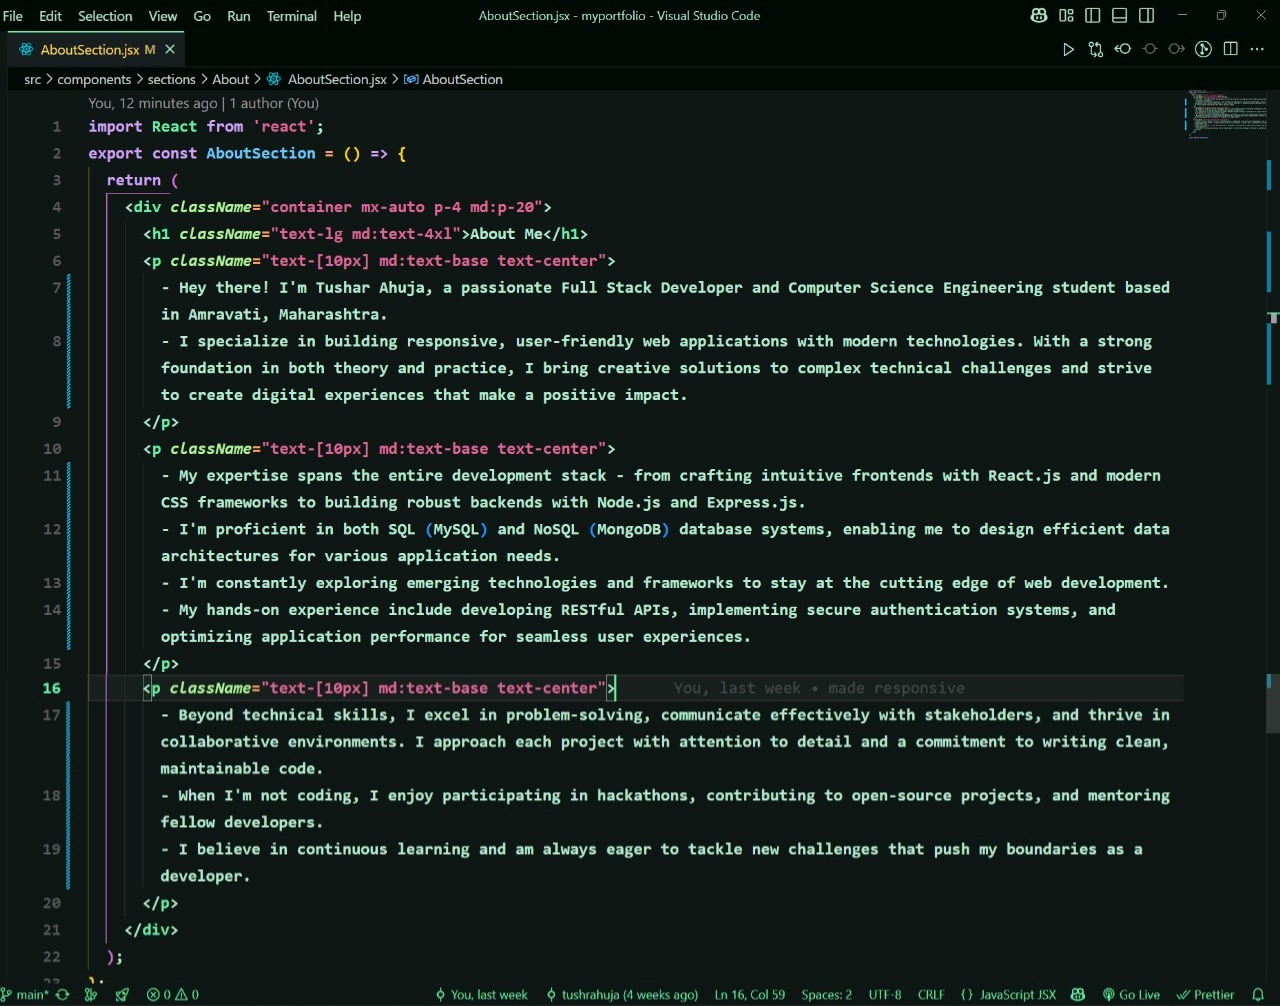 File Edit Selection View Go Run Terminal Help AboutSection.jsx - myportfolio - Visual Studio Code
AboutSection.jsx M
src > components > sections > About > AboutSection.jsx > AboutSection
You, 12 minutes ago | 1 author (You)
1 import React from 'react';
2 export const AboutSection = () => {
3 return (
4 <div className="container mx-auto p-4 md:p-20">
5 <h1 className="text-lg md:text-4xl">About Me</h1>
6 <p className="text-[10px] md:text-base text-center">
7 - Hey there! I'm Tushar Ahuja, a passionate Full Stack Developer and Computer Science Engineering student based
in Amravati, Maharashtra.
8 - I specialize in building responsive, user-friendly web applications with modern technologies. With a strong
foundation in both theory and practice, I bring creative solutions to complex technical challenges and strive
to create digital experiences that make a positive impact.
9 </p>
10 <p className="text-[10px] md:text-base text-center">
11 - My expertise spans the entire development stack - from crafting intuitive frontends with React.js and modern
CSS frameworks to building robust backends with Node.js and Express.js.
12 - I'm proficient in both SQL (MySQL) and NoSQL (MongoDB) database systems, enabling me to design efficient data
architectures for various application needs.
13 - I'm constantly exploring emerging technologies and frameworks to stay at the cutting edge of web development.
14 - My hands-on experience include developing RESTful APIs, implementing secure authentication systems, and
optimizing application performance for seamless user experiences.
15 </p>
16 <p className="text-[10px] md:text-base text-center"> You, last week • made responsive
17 - Beyond technical skills, I excel in problem-solving, communicate effectively with stakeholders, and thrive in
collaborative environments. I approach each project with attention to detail and a commitment to writing clean,
maintainable code.
18 - When I'm not coding, I enjoy participating in hackathons, contributing to open-source projects, and mentoring
fellow developers.
19 - I believe in continuous learning and am always eager to tackle new challenges that push my boundaries as a
developer.
20 </p>
21 </div>
22 );
main* 0 0 You, last week tushrahuja (4 weeks ago) Ln 16, Col 59 Spaces: 2 UTF-8 CRLF {} JavaScript JSX Go Live Prettier